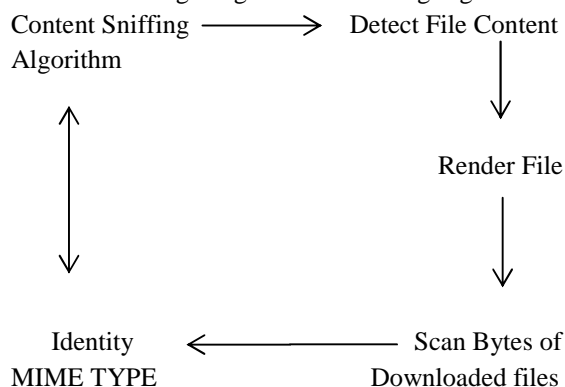 Content Sniffing
Algorithm
Detect File Content
Render File
Identity
MIME TYPE
Scan Bytes of
Downloaded files